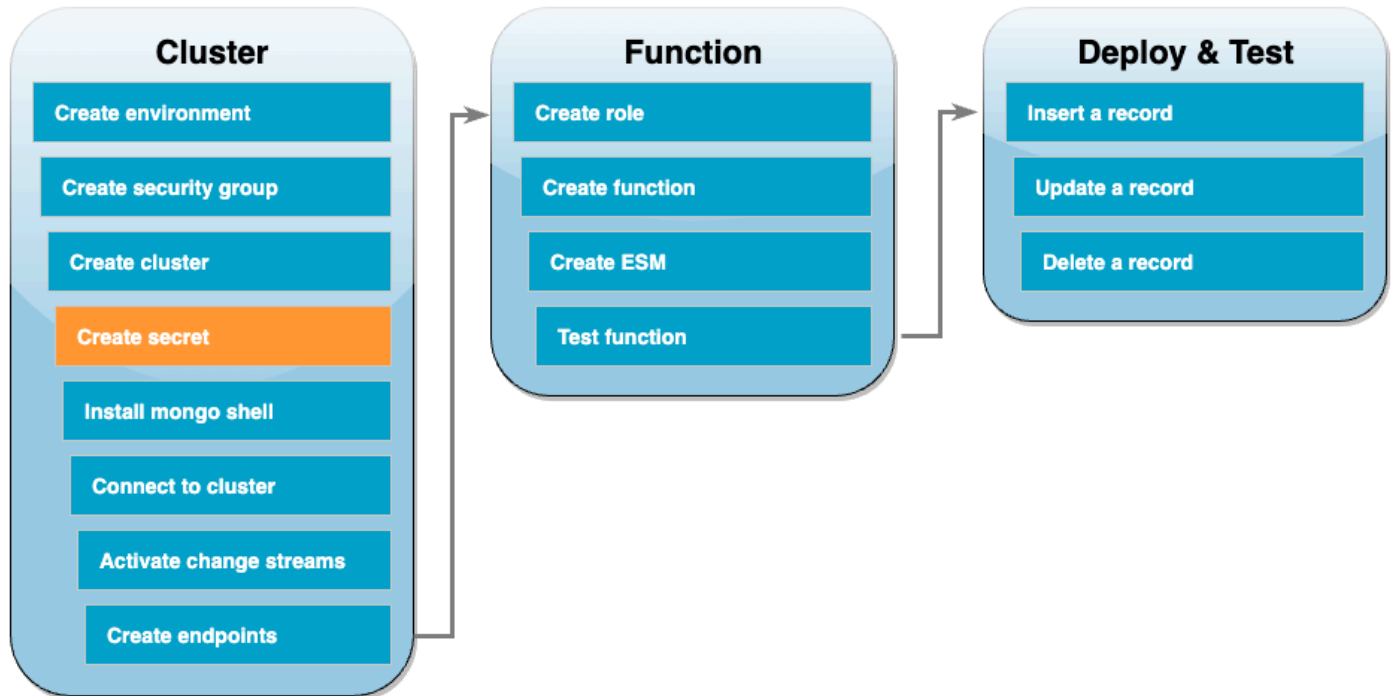 Cluster
Create environment
Create security group
Create cluster
Create secret
Install mongo shell
Connect to cluster
Activate change streams
Create endpoints
Function
Create role
Create function
Create ESM
Test function
Deploy & Test
Insert a record
Update a record
Delete a record